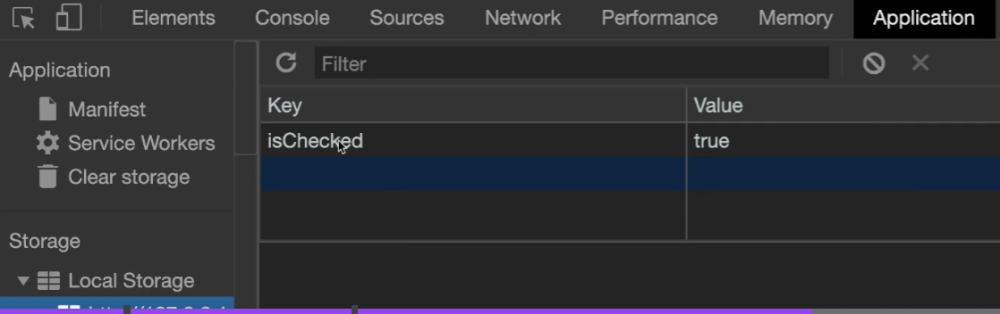 Elements Console Sources Network Performance Memory Application
Application
Manifest
Service Workers
Clear storage
Storage
Local Storage
Filter
Key Value
isChecked true